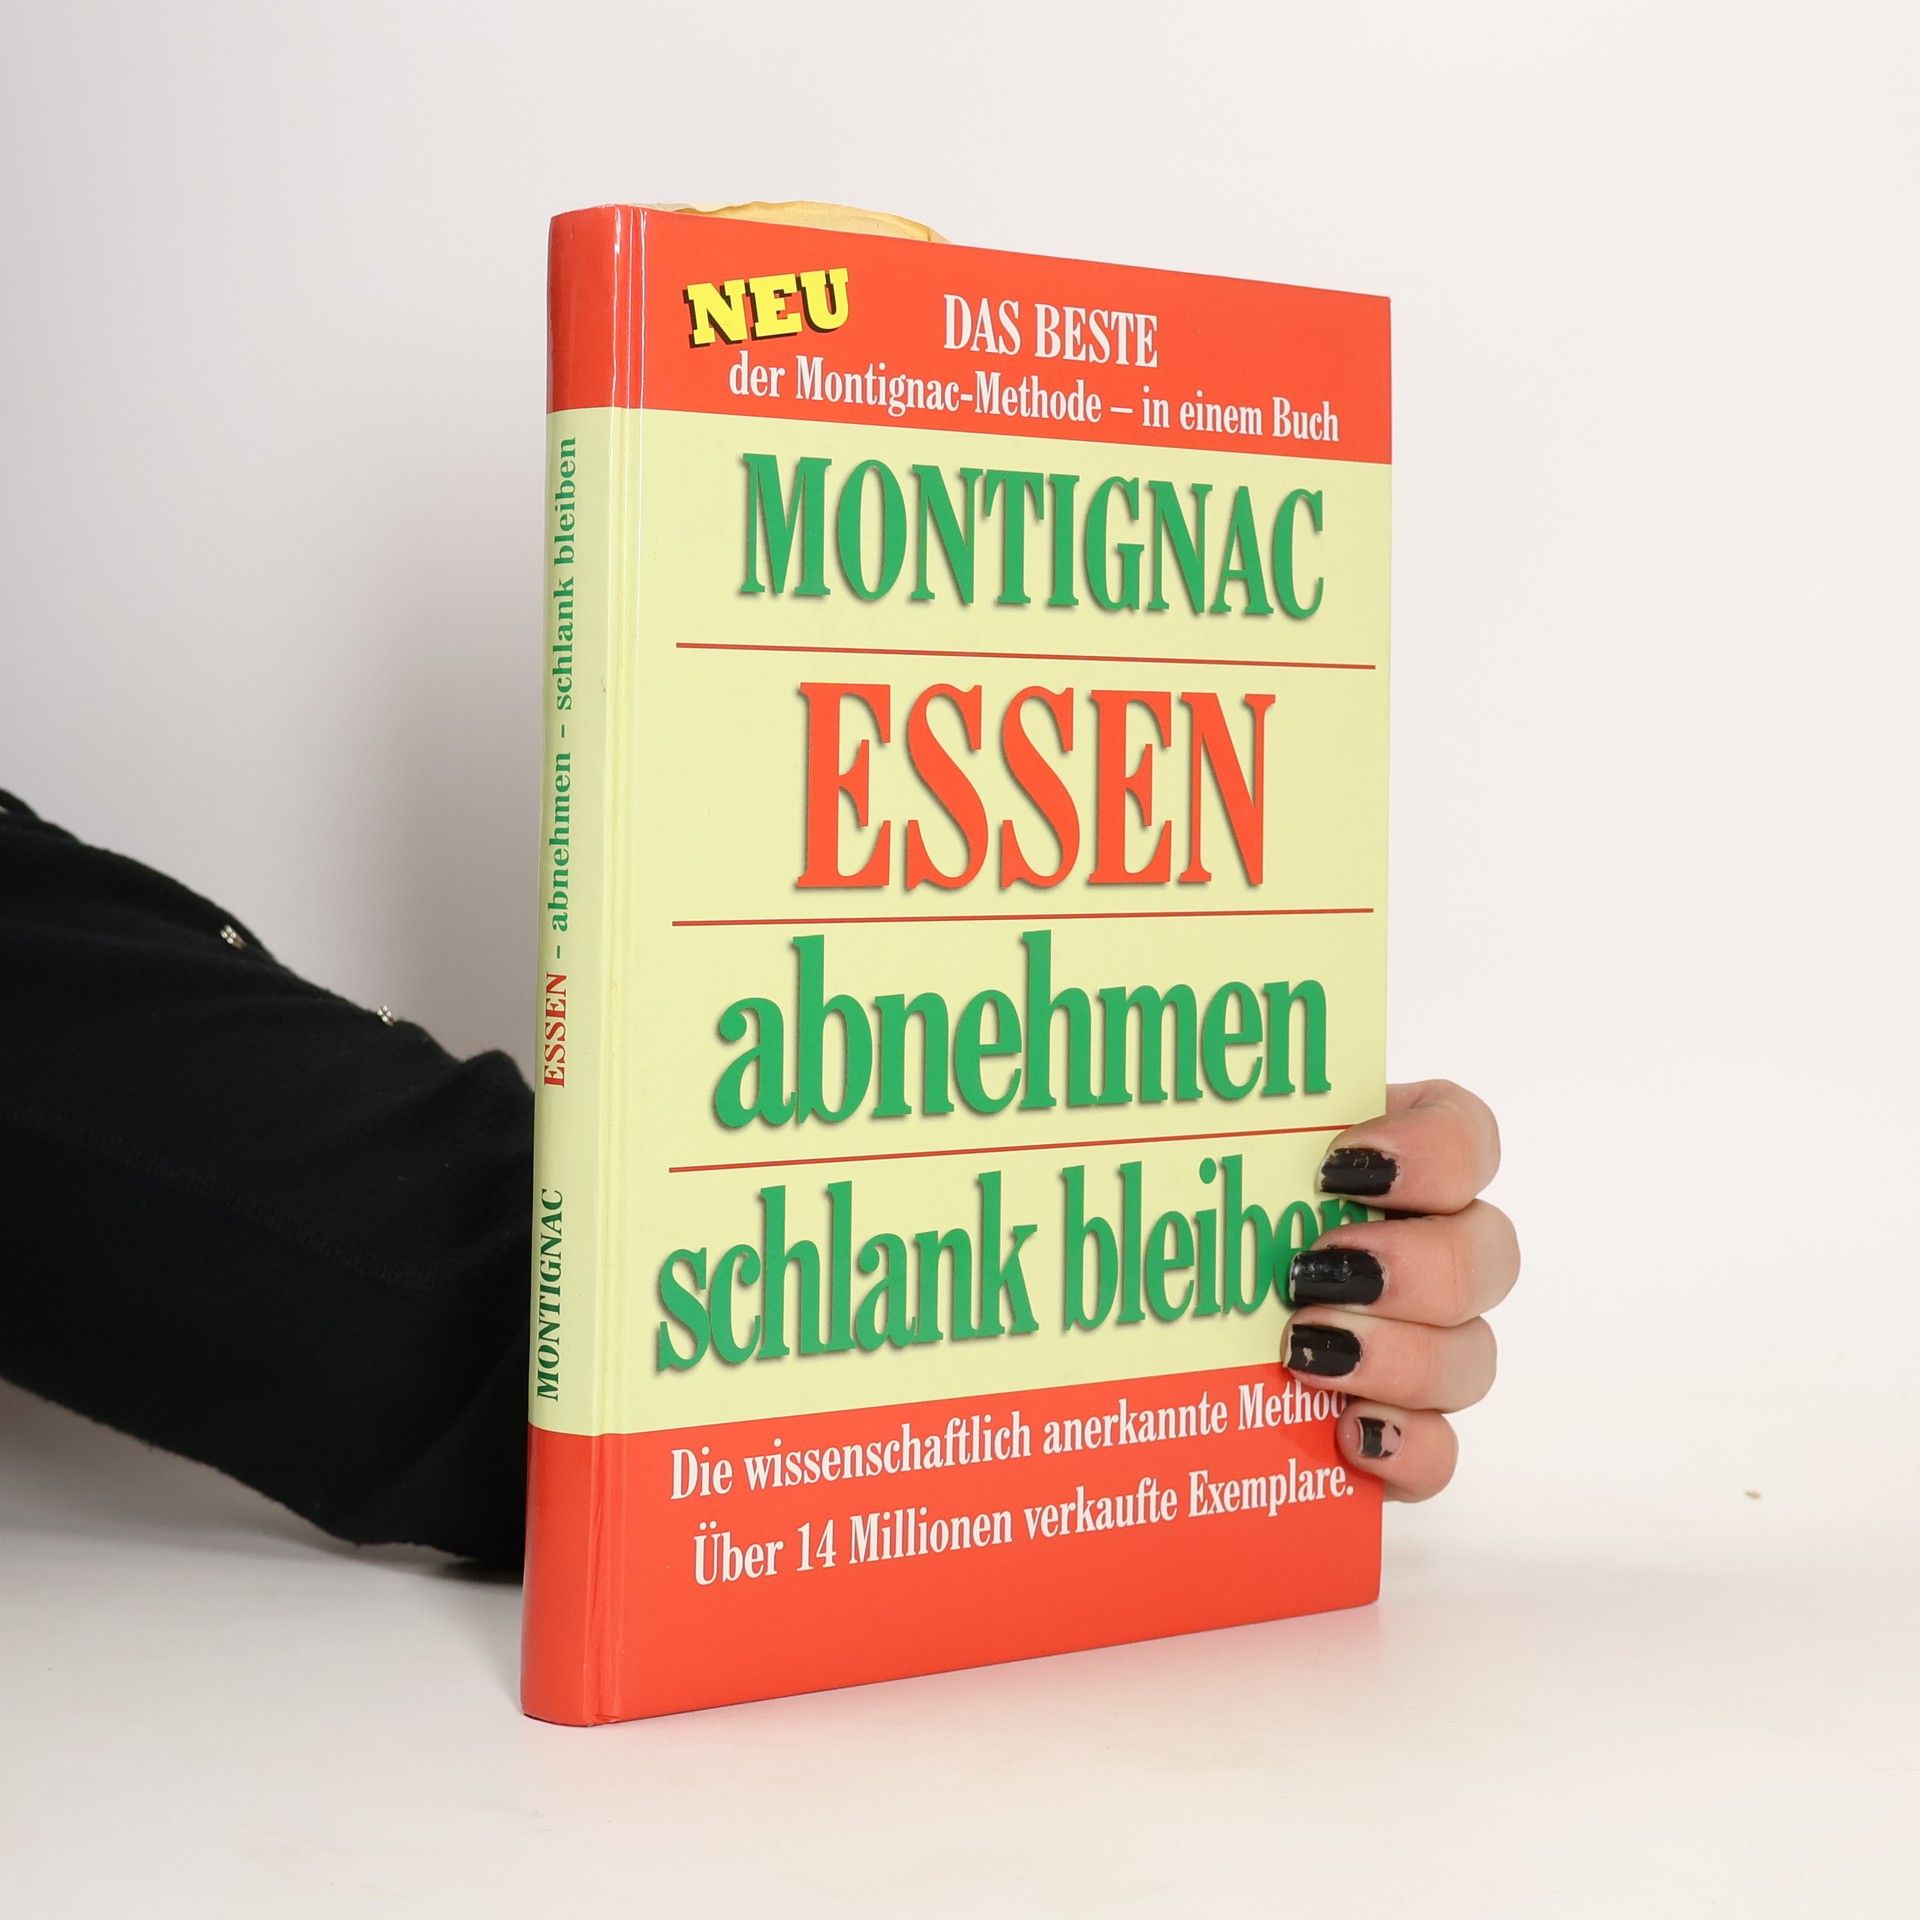 NEU
DAS BESTE
der Montignac-Methode – in einem Buch
MONTIGNAC
ESSEN
abnehmen
schlank bleiben
Die wissenschaftlich anerkannte
Über 14 Millionen verkaufte Exemplare.
MONTIGNAC ESSEN - abnehmen - schlank bleiben